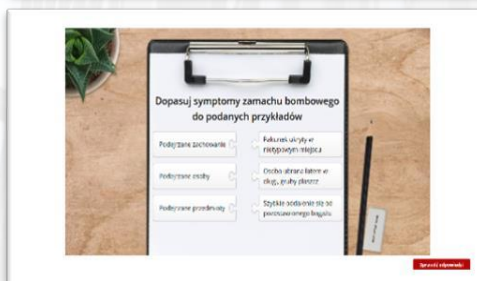 Dopasuj symptomy zamachu bombowego
do podanych przykładów
Podejrzane zachowanie
Pakunek ukryty w
nietypowym miejscu
Podejrzane osoby
Osoba ubrana latem w
długi, gruby płaszcz
Podejrzane przedmioty
Szybkie oddalenie się od
pozostawionego bagażu
Sprawdź odpowiedzi